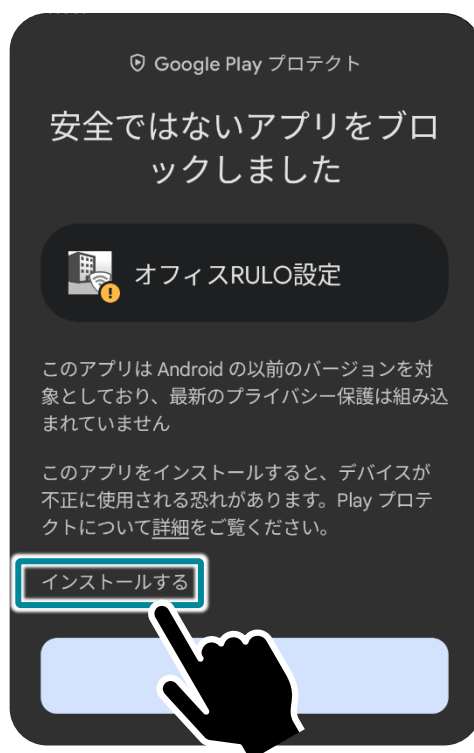 Google Play プロテクト
安全ではないアプリをブロ
ックしました
オフィスRULO設定
このアプリは Android の以前のバージョンを対
象としており、最新のプライバシー保護は組み込
まれていません
このアプリをインストールすると、デバイスが
不正に使用される恐れがあります。Play プロテ
クトについて詳細をご覧ください。
インストールする